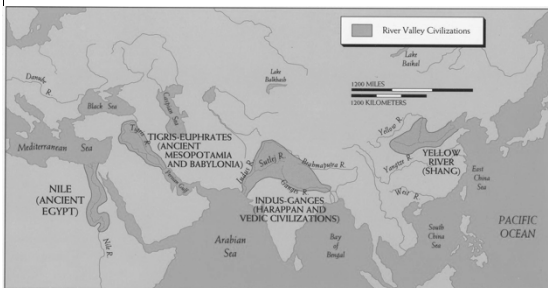 River Valley Civilizations
Lake
Baikal
Lake
Balkhash
1200 MILES
1200 KILOMETERS
Danube
R.
Black Sea
Caspian Sea
Mediterranean Sea
Tigris R.
TIGRIS-EUPHRATES
(ANCIENT
MESOPOTAMIA
AND BABYLONIA)
Persian Gulf
NILE
(ANCIENT
EGYPT)
Nile R.
Indus R.
Sutlej R.
Brahmaputra R.
Ganges R.
INDUS-GANGES
(HARAPPAN AND
VEDIC CIVILIZATIONS)
Arabian
Sea
Bay
of
Bengal
Yellow R.
YELLOW
RIVER
(SHANG)
Yangtze R.
West R.
East
China
Sea
South
China
Sea
PACIFIC
OCEAN